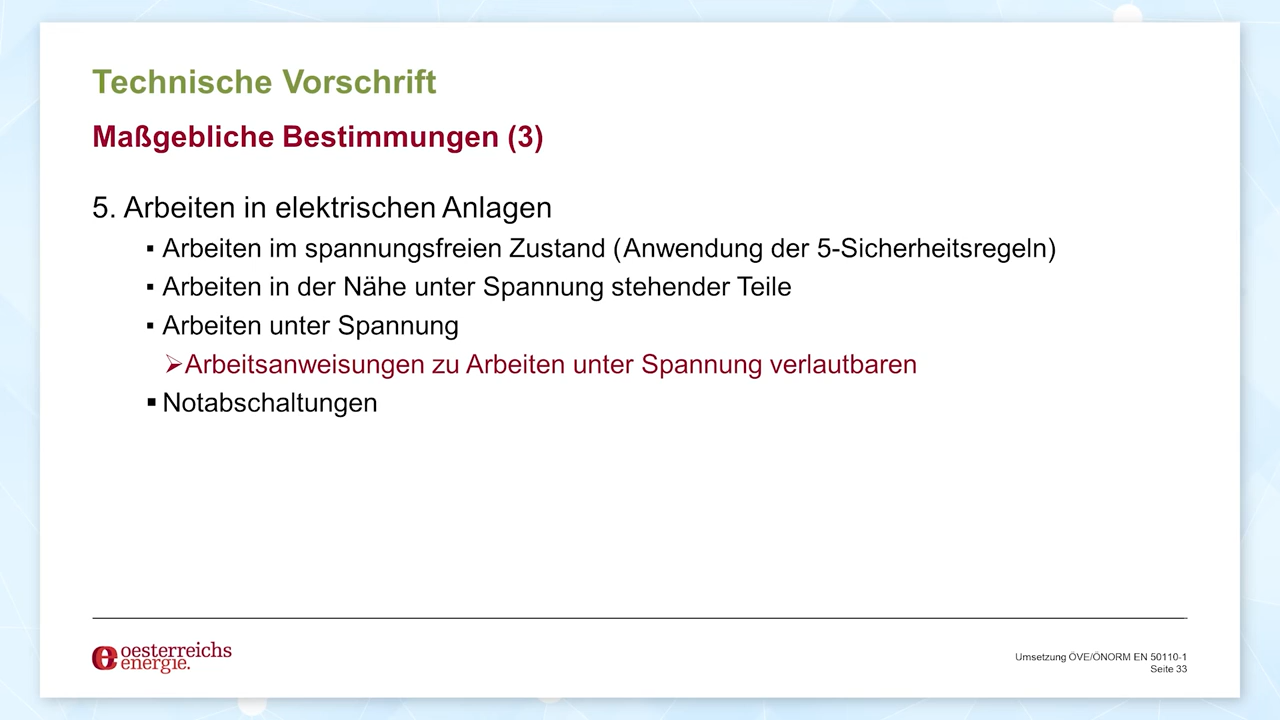 Technische Vorschrift
Maßgebliche Bestimmungen (3)
5. Arbeiten in elektrischen Anlagen
▪ Arbeiten im spannungsfreien Zustand (Anwendung der 5-Sicherheitsregeln)
▪ Arbeiten in der Nähe unter Spannung stehender Teile
▪ Arbeiten unter Spannung
➢Arbeitsanweisungen zu Arbeiten unter Spannung verlautbaren
▪ Notabschaltungen
oesterreichs
energie.
Umsetzung ÖVE/ÖNORM EN 50110-1
Seite 33